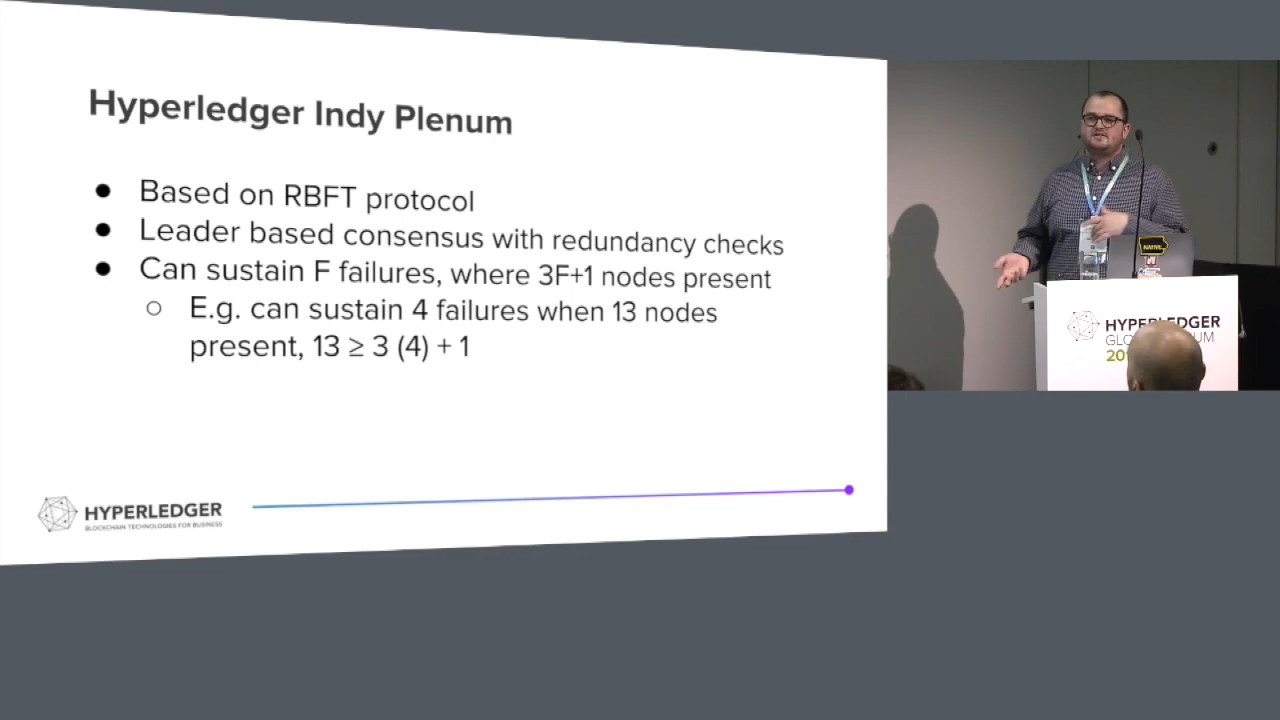 Hyperledger Indy Plenum
● Based on RBFT protocol
● Leader based consensus with redundancy checks
● Can sustain F failures, where 3F+1 nodes present
○ E.g. can sustain 4 failures when 13 nodes
present, 13 ≥ 3 (4) + 1
HYPERLEDGER
BLOCKCHAIN TECHNOLOGIES FOR BUSINESS
NATIVE
HYPERLEDGER